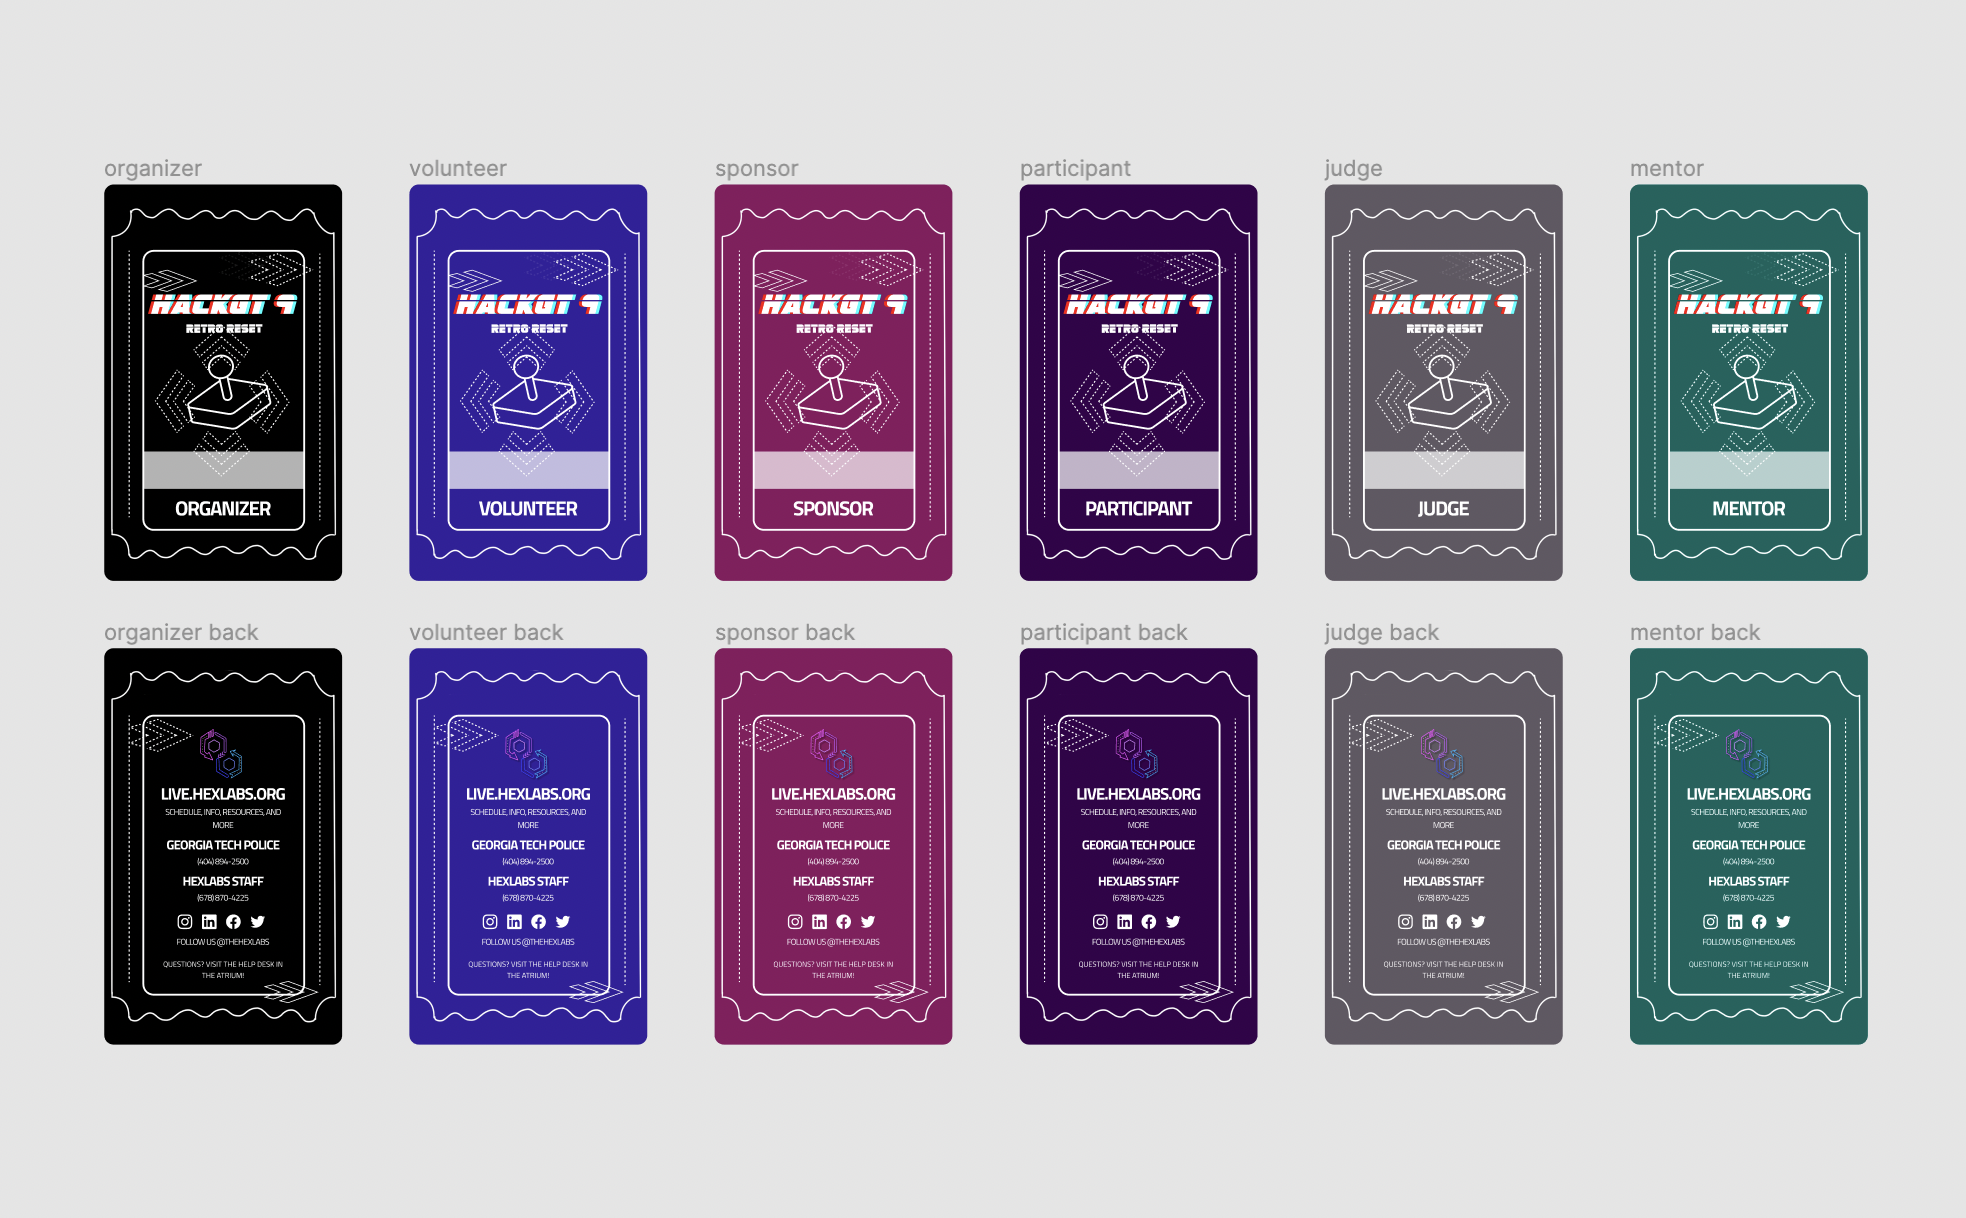 organizer
HACKGT 9
RETRO RESET
ORGANIZER
volunteer
HACKGT 9
RETRO RESET
VOLUNTEER
sponsor
HACKGT 9
RETRO RESET
SPONSOR
participant
HACKGT 9
RETRO RESET
PARTICIPANT
judge
HACKGT 9
RETRO RESET
JUDGE
mentor
HACKGT 9
RETRO RESET
MENTOR
organizer back
LIVE.HEXLABS.ORG
SCHEDULE, INFO, RESOURCES, AND
MORE
GEORGIA TECH POLICE
(404) 894-2500
HEXLABS STAFF
(678) 870-4225
FOLLOW US @THEHEXLABS
QUESTIONS? VISIT THE HELP DESK IN
THE ATRIUM!
volunteer back
LIVE.HEXLABS.ORG
SCHEDULE, INFO, RESOURCES, AND
MORE
GEORGIA TECH POLICE
(404) 894-2500
HEXLABS STAFF
(678) 870-4225
FOLLOW US @THEHEXLABS
QUESTIONS? VISIT THE HELP DESK IN
THE ATRIUM!
sponsor back
LIVE.HEXLABS.ORG
SCHEDULE, INFO, RESOURCES, AND
MORE
GEORGIA TECH POLICE
(404) 894-2500
HEXLABS STAFF
(678) 870-4225
FOLLOW US @THEHEXLABS
QUESTIONS? VISIT THE HELP DESK IN
THE ATRIUM!
participant back
LIVE.HEXLABS.ORG
SCHEDULE, INFO, RESOURCES, AND
MORE
GEORGIA TECH POLICE
(404) 894-2500
HEXLABS STAFF
(678) 870-4225
FOLLOW US @THEHEXLABS
QUESTIONS? VISIT THE HELP DESK IN
THE ATRIUM!
judge back
LIVE.HEXLABS.ORG
SCHEDULE, INFO, RESOURCES, AND
MORE
GEORGIA TECH POLICE
(404) 894-2500
HEXLABS STAFF
(678) 870-4225
FOLLOW US @THEHEXLABS
QUESTIONS? VISIT THE HELP DESK IN
THE ATRIUM!
mentor back
LIVE.HEXLABS.ORG
SCHEDULE, INFO, RESOURCES, AND
MORE
GEORGIA TECH POLICE
(404) 894-2500
HEXLABS STAFF
(678) 870-4225
FOLLOW US @THEHEXLABS
QUESTIONS? VISIT THE HELP DESK IN
THE ATRIUM!